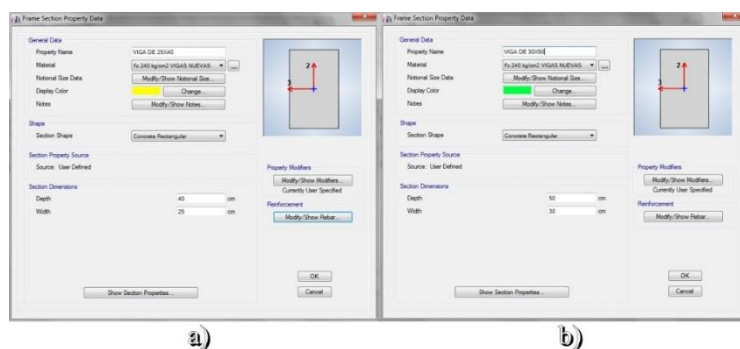 Frame Section Property Data
General Data
Property Name VIGA DE 25X40
Material Fc 240 kg/cm2 VIGAS NUEVAS ...
Notional Size Data Modify/Show Notional Size...
Display Color Change...
Notes Modify/Show Notes...
Shape
Section Shape Concrete Rectangular
Section Property Source
Source: User Defined
Section Dimensions
Depth 40 cm
Width 25 cm
Show Section Properties...
2
3
Property Modifiers
Modify/Show Modifiers...
Currently User Specified
Reinforcement
Modify/Show Rebar...
OK
Cancel
a)
Frame Section Property Data
General Data
Property Name VIGA DE 30X50
Material Fc 240 kg/cm2 VIGAS NUEVAS ...
Notional Size Data Modify/Show Notional Size...
Display Color Change...
Notes Modify/Show Notes...
Shape
Section Shape Concrete Rectangular
Section Property Source
Source: User Defined
Section Dimensions
Depth 50 cm
Width 30 cm
Show Section Properties...
2
3
Property Modifiers
Modify/Show Modifiers...
Currently User Specified
Reinforcement
Modify/Show Rebar...
OK
Cancel
b)